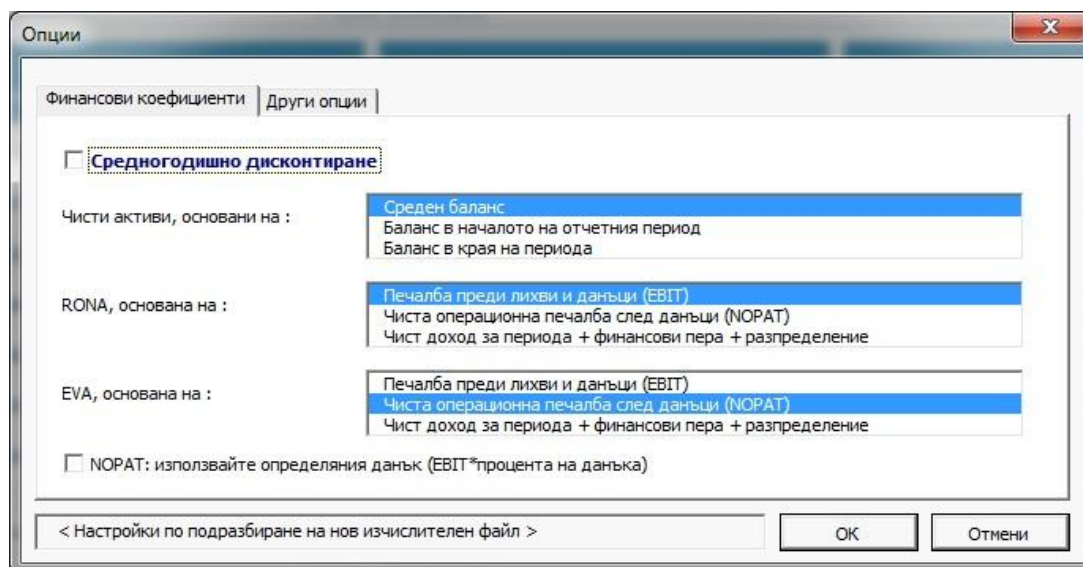 Опции
Финансови коефициенти
Други опции
Средногодишно дисконтиране
Чисти активи, основани на :
Среден баланс
Баланс в началото на отчетния период
Баланс в края на периода
RONA, основана на :
Печалба преди лихви и данъци (EBIT)
Чиста операционна печалба след данъци (NOPAT)
Чист доход за периода + финансови пера + разпределение
EVA, основана на :
Печалба преди лихви и данъци (EBIT)
Чиста операционна печалба след данъци (NOPAT)
Чист доход за периода + финансови пера + разпределение
NOPAT: използвайте определяния данък (EBIT*процента на данъка)
< Настройки по подразбиране на нов изчислителен файл >
OK
Отмени